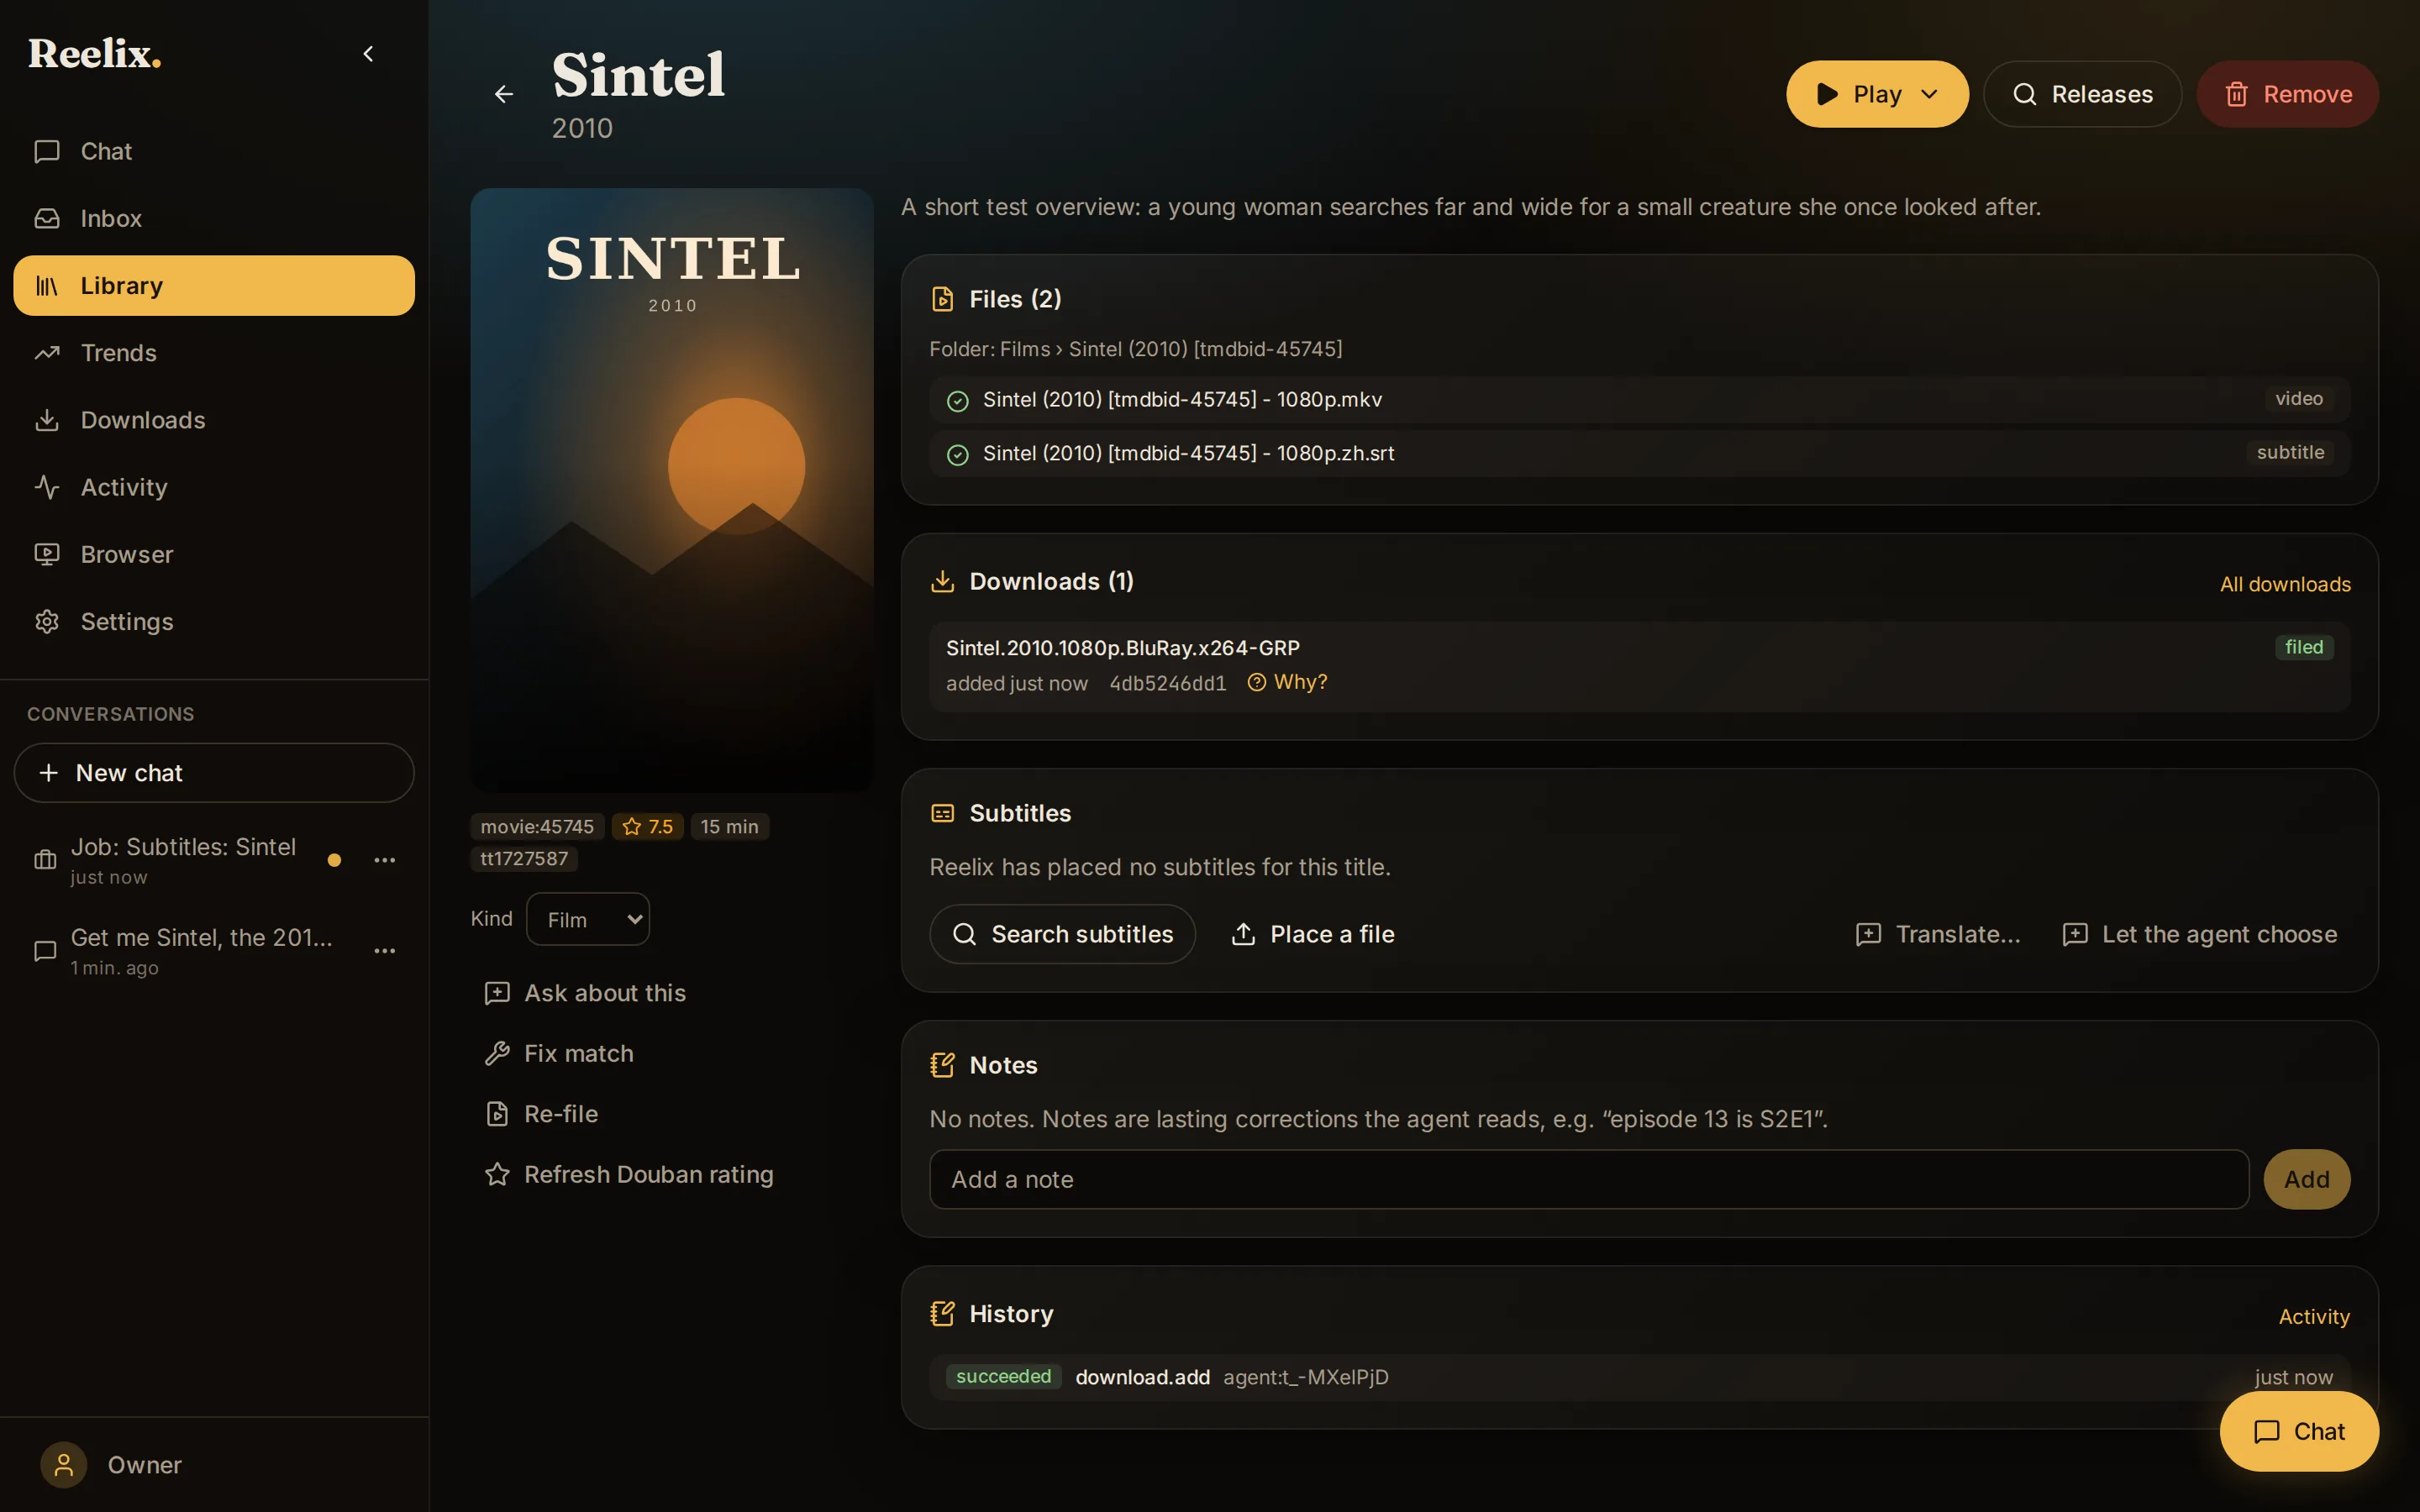 Reelix.
Chat
Inbox
Library
Trends
Downloads
Activity
Browser
Settings
CONVERSATIONS
New chat
Job: Subtitles: Sintel
just now
Get me Sintel, the 201...
1 min. ago
Owner
Sintel
2010
Play
Releases
Remove
SINTEL
2010
movie:45745 7.5 15 min
tt1727587
Kind Film
Ask about this
Fix match
Re-file
Refresh Douban rating
A short test overview: a young woman searches far and wide for a small creature she once looked after.
Files (2)
Folder: Films › Sintel (2010) [tmdbid-45745]
Sintel (2010) [tmdbid-45745] - 1080p.mkv video
Sintel (2010) [tmdbid-45745] - 1080p.zh.srt subtitle
Downloads (1) All downloads
Sintel.2010.1080p.BluRay.x264-GRP filed
added just now 4db5246dd1 Why?
Subtitles
Reelix has placed no subtitles for this title.
Search subtitles Place a file Translate... Let the agent choose
Notes
No notes. Notes are lasting corrections the agent reads, e.g. “episode 13 is S2E1”.
Add a note Add
History Activity
succeeded download.add agent:t_-MXelPjD just now
Chat